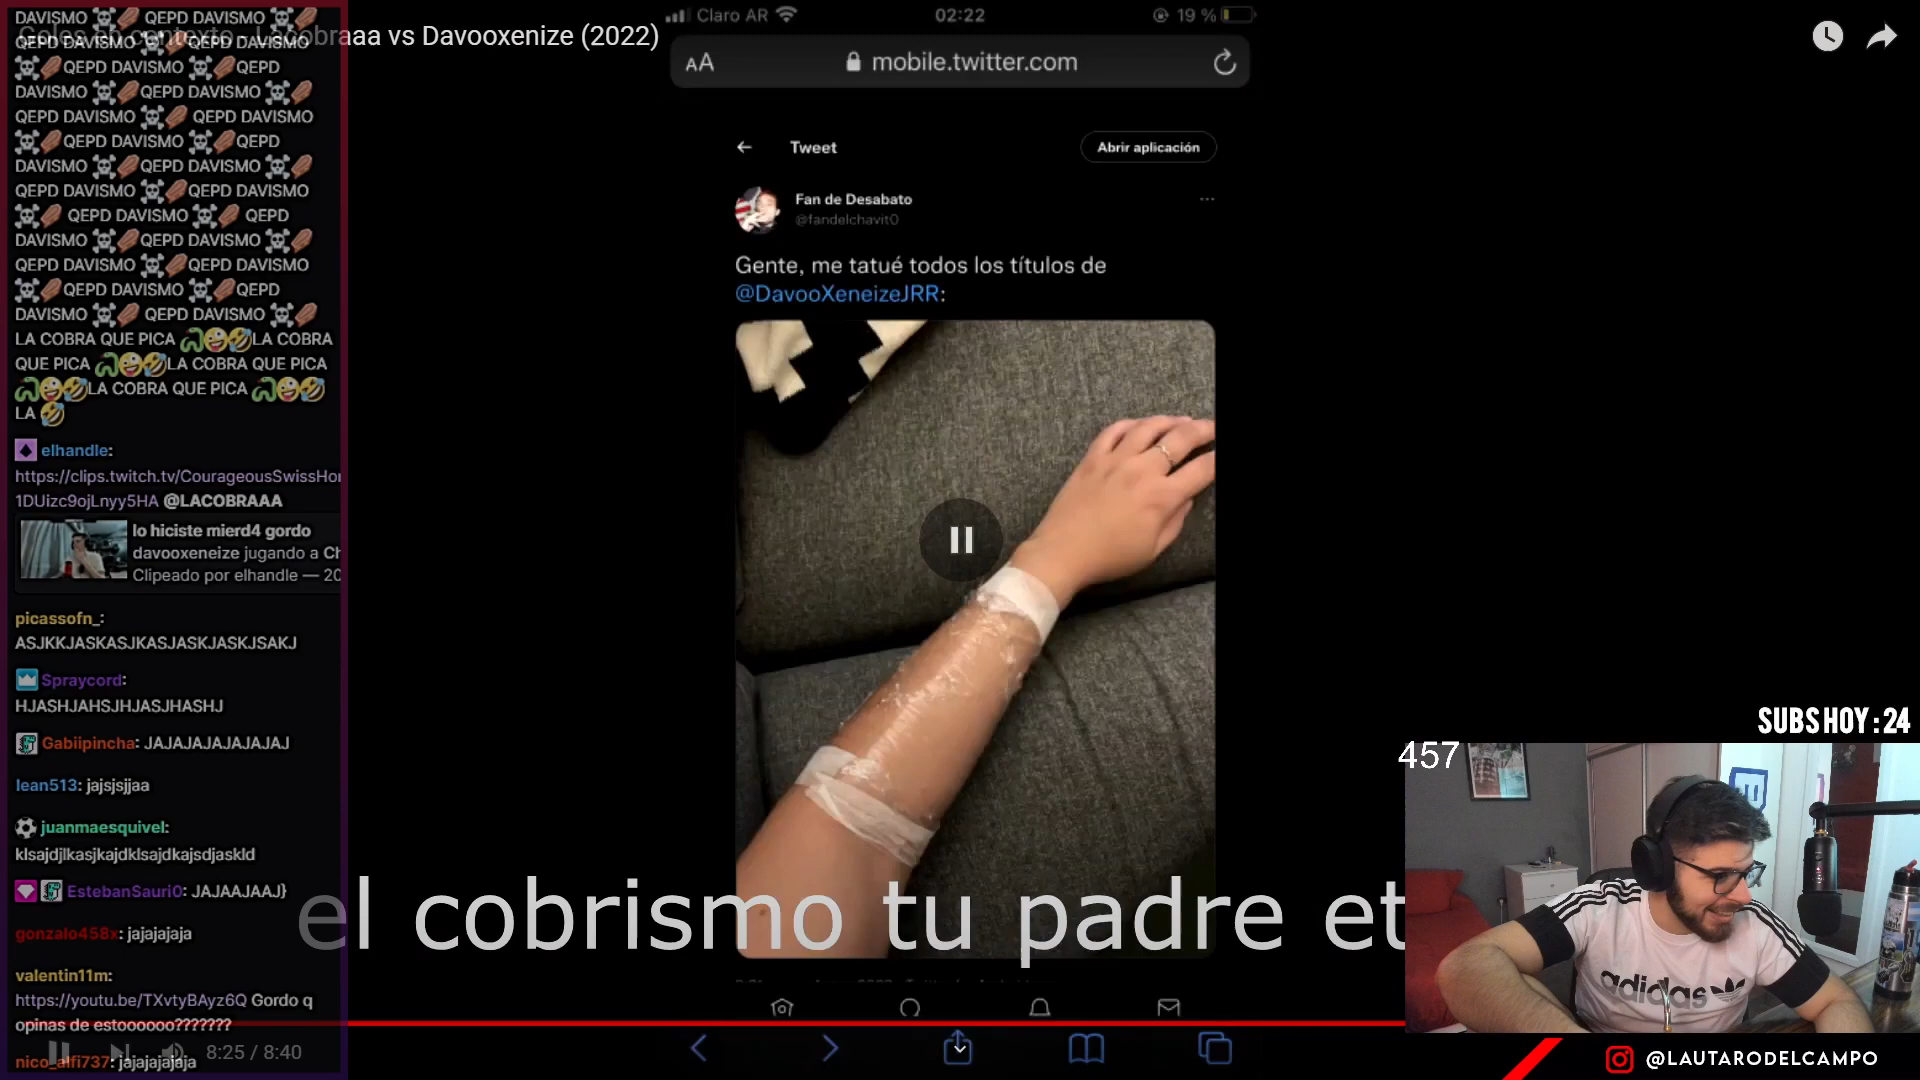 DAVISMO QEPD DAVISMO
QEPD DAVISMO QEPD DAVISMO
QEPD DAVISMO QEPD
DAVISMO QEPD DAVISMO
QEPD DAVISMO QEPD DAVISMO
QEPD DAVISMO QEPD
DAVISMO QEPD DAVISMO
QEPD DAVISMO QEPD DAVISMO
QEPD DAVISMO QEPD
DAVISMO QEPD DAVISMO
QEPD DAVISMO QEPD DAVISMO
QEPD DAVISMO QEPD
DAVISMO QEPD DAVISMO
LA COBRA QUE PICA LA COBRA
QUE PICA LA COBRA QUE PICA
LA COBRA QUE PICA
LA
elhandle:
https://clips.twitch.tv/CourageousSwissHor
1DUizc9ojLnyy5HA @LACOBRAAA
lo hiciste mierd4 gordo
davooxeneize jugando a Ch
Clipeado por elhandle — 20
picassofn_:
ASJKKJASKASJKASJASKJASKJSAKJ
Spraycord:
HJASHJAHSJHJASJHASHJ
Gabiipincha: JAJAJAJAJAJAJAJ
lean513: jajsjsjjaa
juanmaesquivel:
klsajdjlkasjkajdklsajdkajsdjaskld
EstebanSauri0: JAJAAJAAJ}
gonzalo458x: jajajajaja
valentin11m:
https://youtu.be/TXvtyBAyz6Q Gordo q
opinas de estoooooo???????
nico_alfi737: jajajajajaja
8:25 / 8:40
vs Davooxenize (2022)
Claro AR 02:22 19 %
AA mobile.twitter.com
Tweet Abrir aplicación
Fan de Desabato
@fandelchavit0
Gente, me tatué todos los títulos de
@DavooXeneizeJRR:
el cobrismo tu padre et
SUBS HOY : 24
457
adidas
@LAUTARODELCAMPO